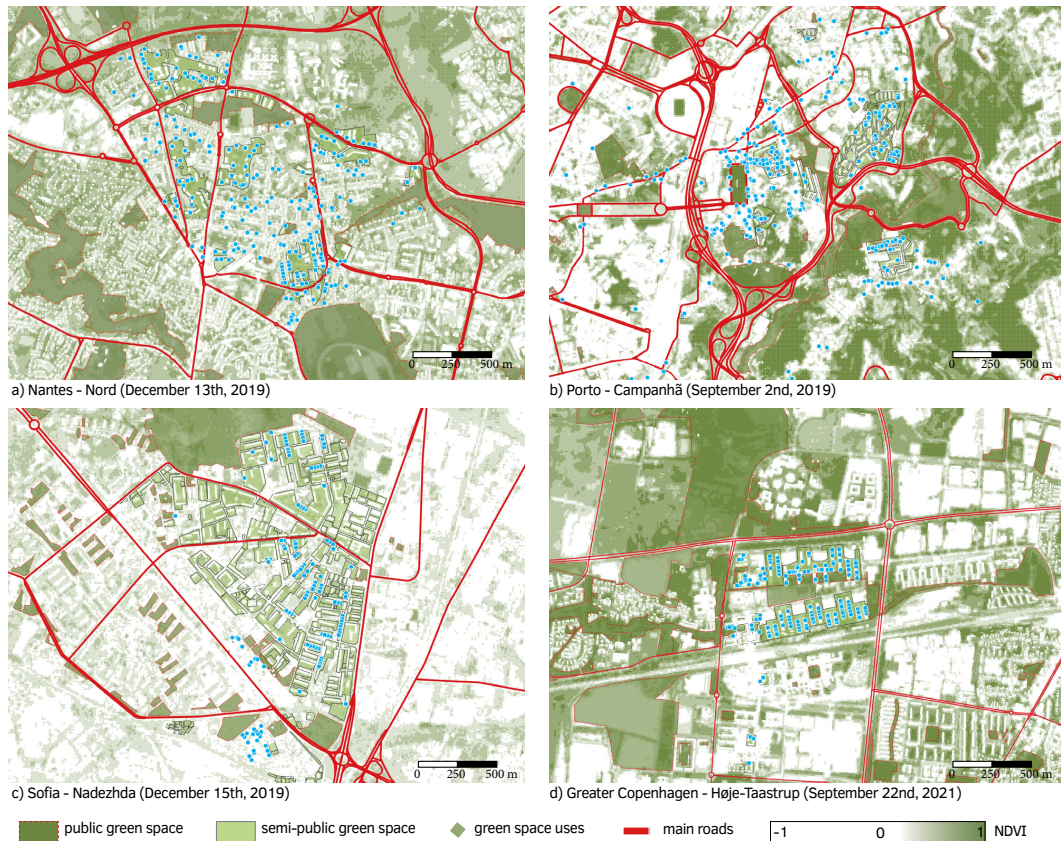 0 250 500 m
a) Nantes - Nord (December 13th, 2019)
0 250 500 m
b) Porto - Campanhã (September 2nd, 2019)
0 250 500 m
c) Sofia - Nadezhda (December 15th, 2019)
0 250 500 m
d) Greater Copenhagen - Høje-Taastrup (September 22nd, 2021)
public green space
semi-public green space
green space uses
main roads
-1 0 1 NDVI